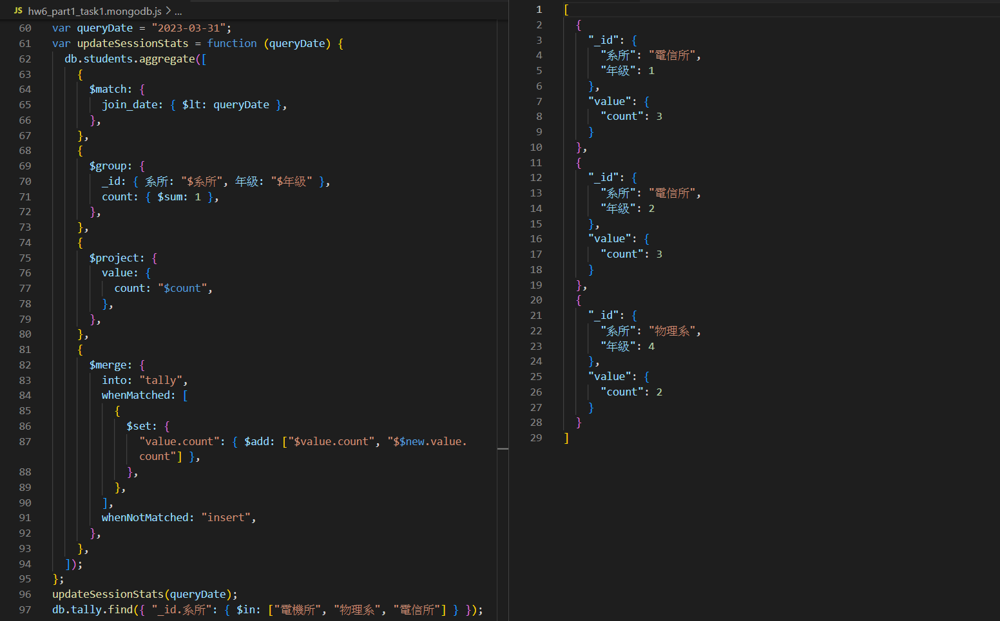 JS hw6_part1_task1.mongodb.js > ...
60 var queryDate = "2023-03-31";
61 var updateSessionStats = function (queryDate) {
62 db.students.aggregate([
63 {
64 $match: {
65 join_date: { $lt: queryDate },
66 },
67 },
68 {
69 $group: {
70 _id: { 系所: "$系所", 年級: "$年級" },
71 count: { $sum: 1 },
72 },
73 },
74 {
75 $project: {
76 value: {
77 count: "$count",
78 },
79 },
80 },
81 {
82 $merge: {
83 into: "tally",
84 whenMatched: [
85 {
86 $set: {
87 "value.count": { $add: ["$value.count", "$$new.value.
count"] },
88 },
89 },
90 ],
91 whenNotMatched: "insert",
92 },
93 },
94 ]);
95 };
96 updateSessionStats(queryDate);
97 db.tally.find({ "_id.系所": { $in: ["電機所", "物理系", "電信所"] } });
1 [
2 {
3 "_id": {
4 "系所": "電信所",
5 "年級": 1
6 },
7 "value": {
8 "count": 3
9 }
10 },
11 {
12 "_id": {
13 "系所": "電信所",
14 "年級": 2
15 },
16 "value": {
17 "count": 3
18 }
19 },
20 {
21 "_id": {
22 "系所": "物理系",
23 "年級": 4
24 },
25 "value": {
26 "count": 2
27 }
28 }
29 ]